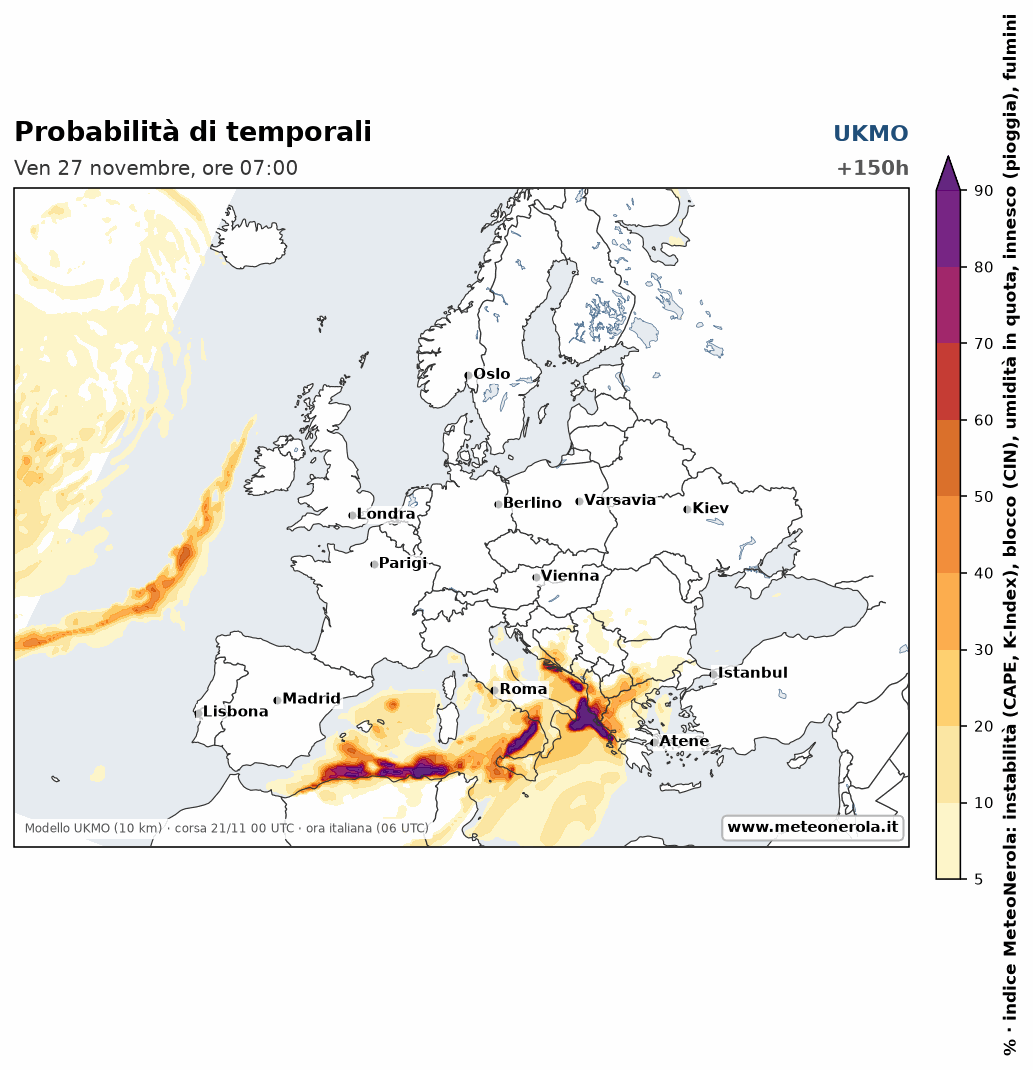 Probabilità di temporali
UKMO
Ven 27 novembre, ore 07:00
+150h
Oslo
Londra
Berlino
Varsavia
Kiev
Parigi
Vienna
Madrid
Lisbona
Roma
Istanbul
Atene
Modello UKMO (10 km) · corsa 21/11 00 UTC · ora italiana (06 UTC)
www.meteonerola.it
90
80
70
60
50
40
30
20
10
5
% · indice MeteoNerola: instabilità (CAPE, K-Index), blocco (CIN), umidità in quota, innesco (pioggia), fulmini